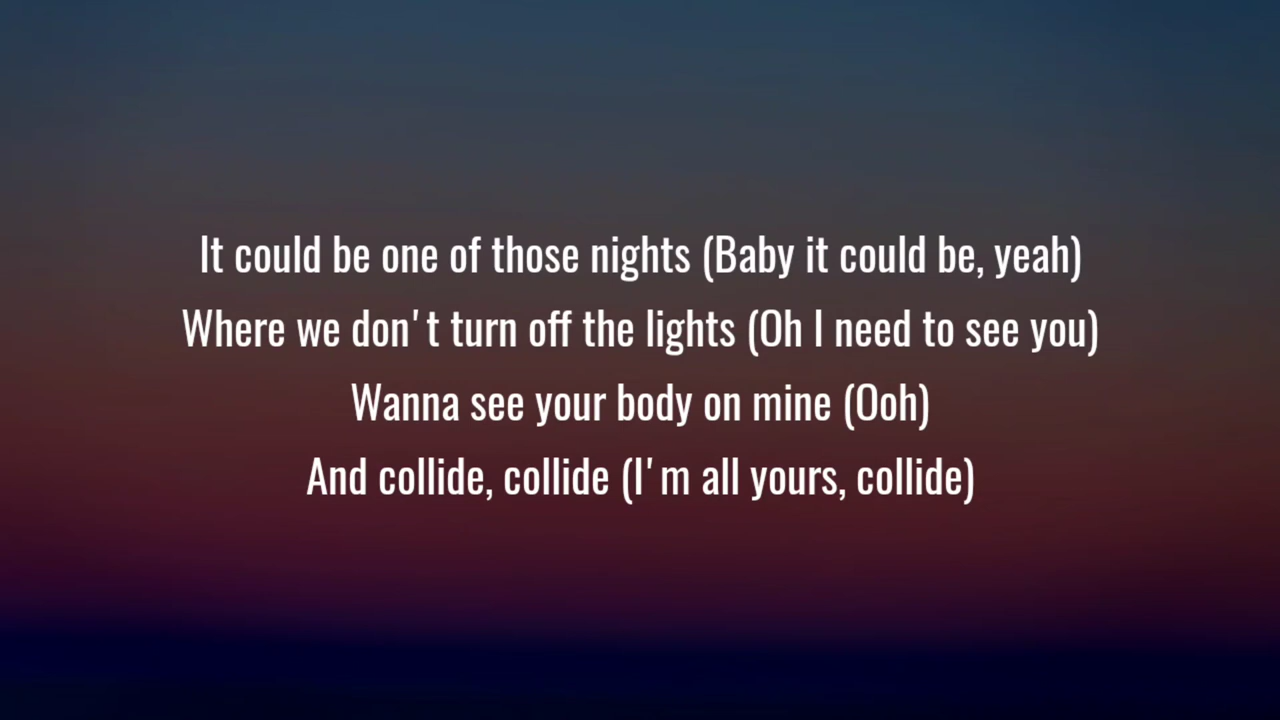 It could be one of those nights (Baby it could be, yeah)
Where we don't turn off the lights (Oh I need to see you)
Wanna see your body on mine (Ooh)
And collide, collide (I'm all yours, collide)